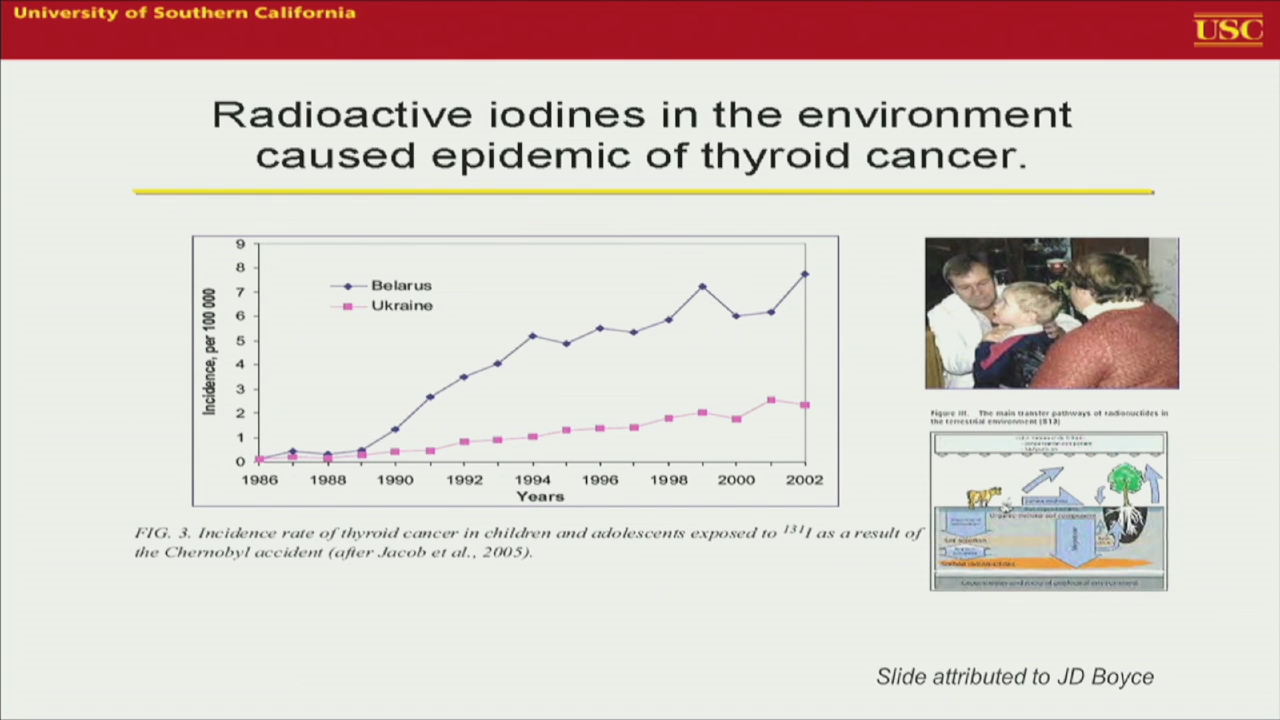 University of Southern California
USC
Radioactive iodines in the environment
caused epidemic of thyroid cancer.
9
8
7
6
5
4
3
2
1
0
Incidence, per 100 000
Belarus
Ukraine
1986 1988 1990 1992 1994 1996 1998 2000 2002
Years
FIG. 3. Incidence rate of thyroid cancer in children and adolescents exposed to 131I as a result of
the Chernobyl accident (after Jacob et al., 2005).
Figure III. The main transfer pathways of radionuclides in
the terrestrial environment
Slide attributed to JD Boyce